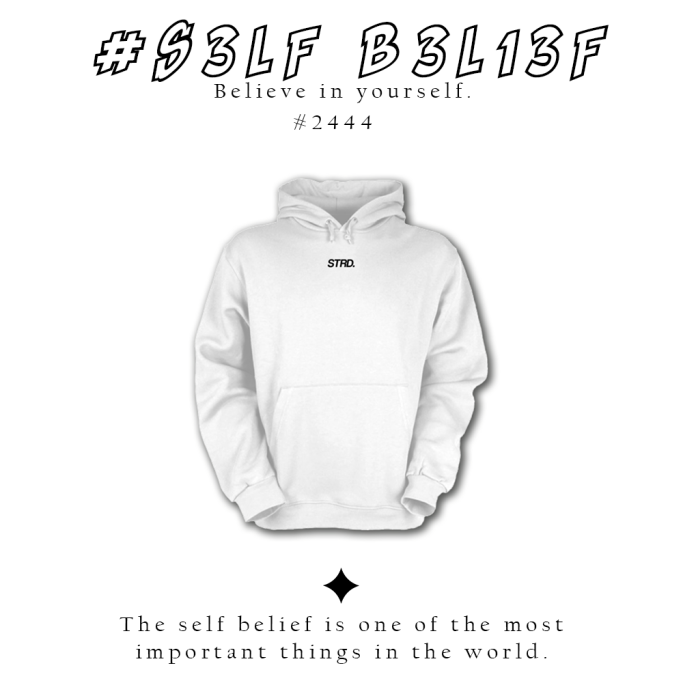 #S3LF B3L13F
Believe in yourself.
#2444
STRD.
The self belief is one of the most
important things in the world.